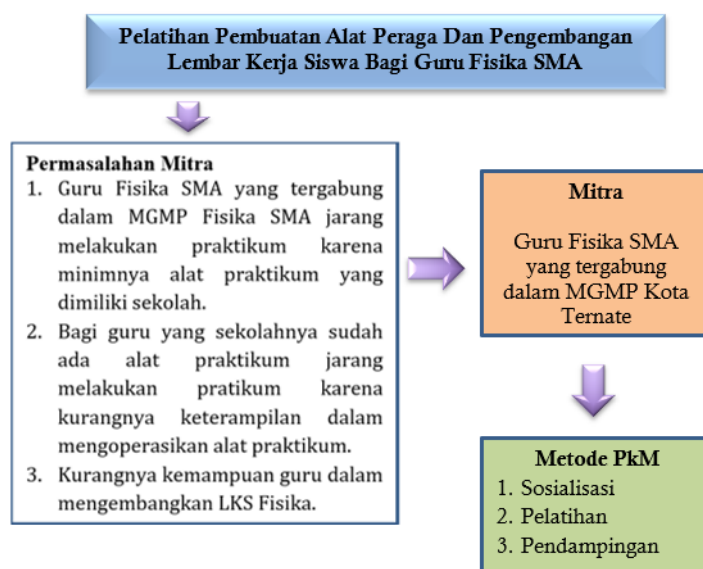 Pelatihan Pembuatan Alat Peraga Dan Pengembangan
Lembar Kerja Siswa Bagi Guru Fisika SMA
Permasalahan Mitra
1. Guru Fisika SMA yang tergabung
dalam MGMP Fisika SMA jarang
melakukan praktikum karena
minimnya alat praktikum yang
dimiliki sekolah.
2. Bagi guru yang sekolahnya sudah
ada alat praktikum jarang
melakukan pratikum karena
kurangnya keterampilan dalam
mengoperasikan alat praktikum.
3. Kurangnya kemampuan guru dalam
mengembangkan LKS Fisika.
Mitra
Guru Fisika SMA
yang tergabung
dalam MGMP Kota
Ternate
Metode PkM
1. Sosialisasi
2. Pelatihan
3. Pendampingan